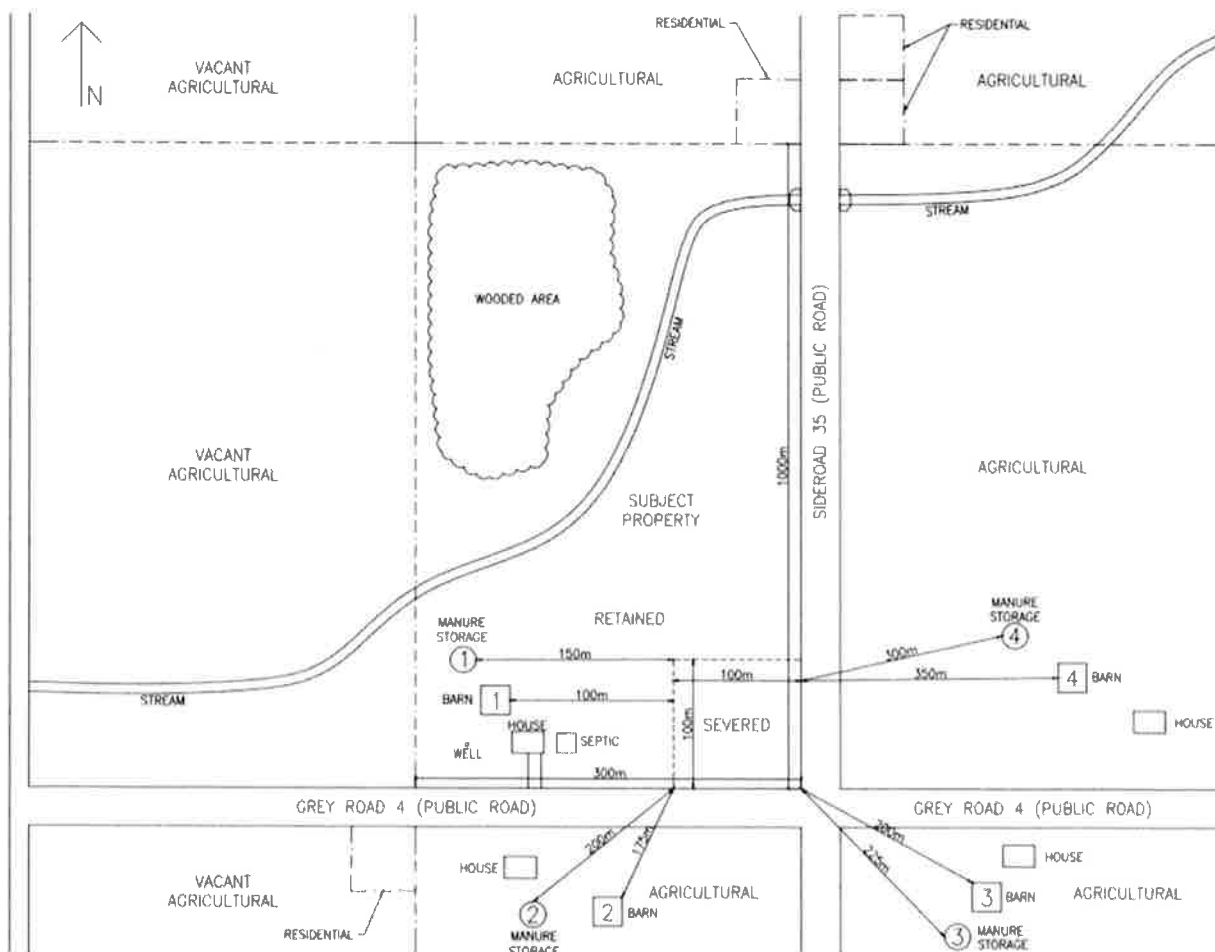 RESIDENTIAL
RESIDENTIAL
VACANT
AGRICULTURAL
AGRICULTURAL
AGRICULTURAL
N
STREAM
WOODED AREA
STREAM
SIDEROAD 35 (PUBLIC ROAD)
1000m
VACANT
AGRICULTURAL
AGRICULTURAL
SUBJECT
PROPERTY
RETAINED
MANURE
STORAGE
1
150m
MANURE
STORAGE
4
300m
100m
350m
4
BARN
BARN
1
100m
100m
SEVERED
STREAM
HOUSE
SEPTIC
WELL
HOUSE
300m
GREY ROAD 4 (PUBLIC ROAD)
GREY ROAD 4 (PUBLIC ROAD)
200m
175m
200m
225m
HOUSE
HOUSE
VACANT
AGRICULTURAL
AGRICULTURAL
AGRICULTURAL
2
2
BARN
3
BARN
RESIDENTIAL
MANURE
STORAGE
3
MANURE
STORAGE